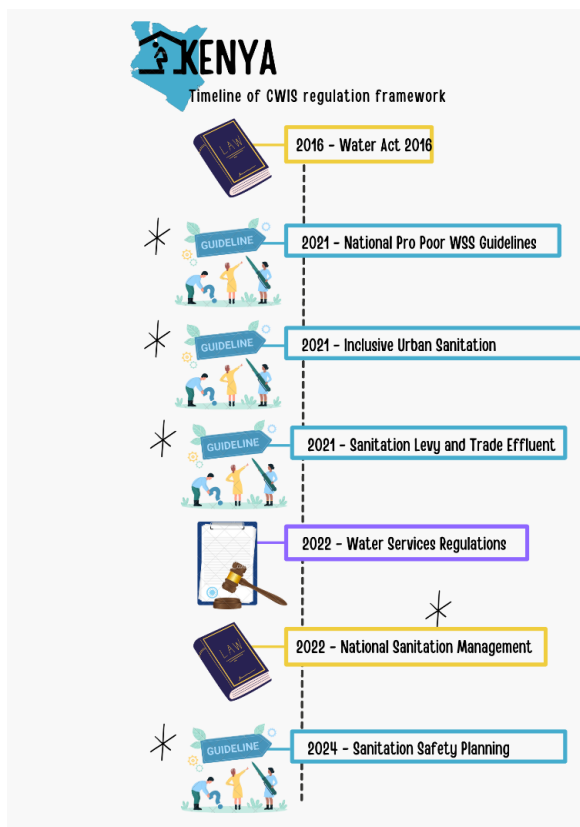 KENYA
Timeline of CWIS regulation framework
LAW
2016 - Water Act 2016
GUIDELINE
2021 - National Pro Poor WSS Guidelines
GUIDELINE
2021 - Inclusive Urban Sanitation
GUIDELINE
2021 - Sanitation Levy and Trade Effluent
2022 - Water Services Regulations
LAW
2022 - National Sanitation Management
GUIDELINE
2024 - Sanitation Safety Planning